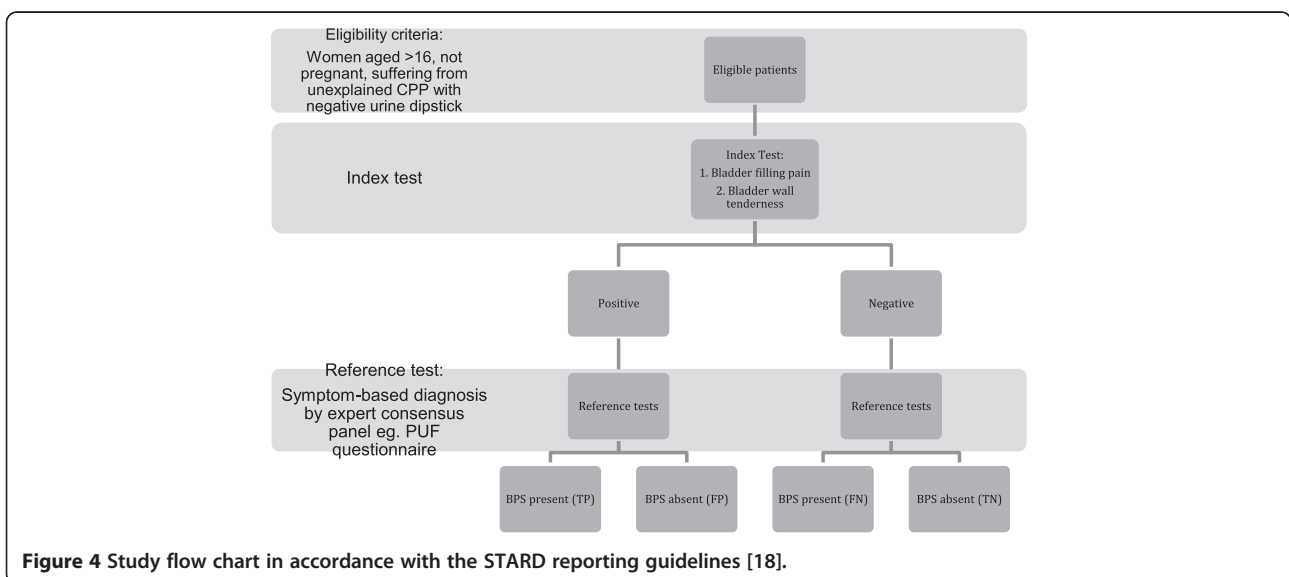 Eligibility criteria:
Women aged >16, not
pregnant, suffering from
unexplained CPP with
negative urine dipstick
Eligible patients
Index test
Index Test:
1. Bladder filling pain
2. Bladder wall
tenderness
Positive
Negative
Reference test:
Symptom-based diagnosis
by expert consensus
panel eg. PUF
questionnaire
Reference tests
Reference tests
BPS present (TP)
BPS absent (FP)
BPS present (FN)
BPS absent (TN)
Figure 4 Study flow chart in accordance with the STARD reporting guidelines [18].